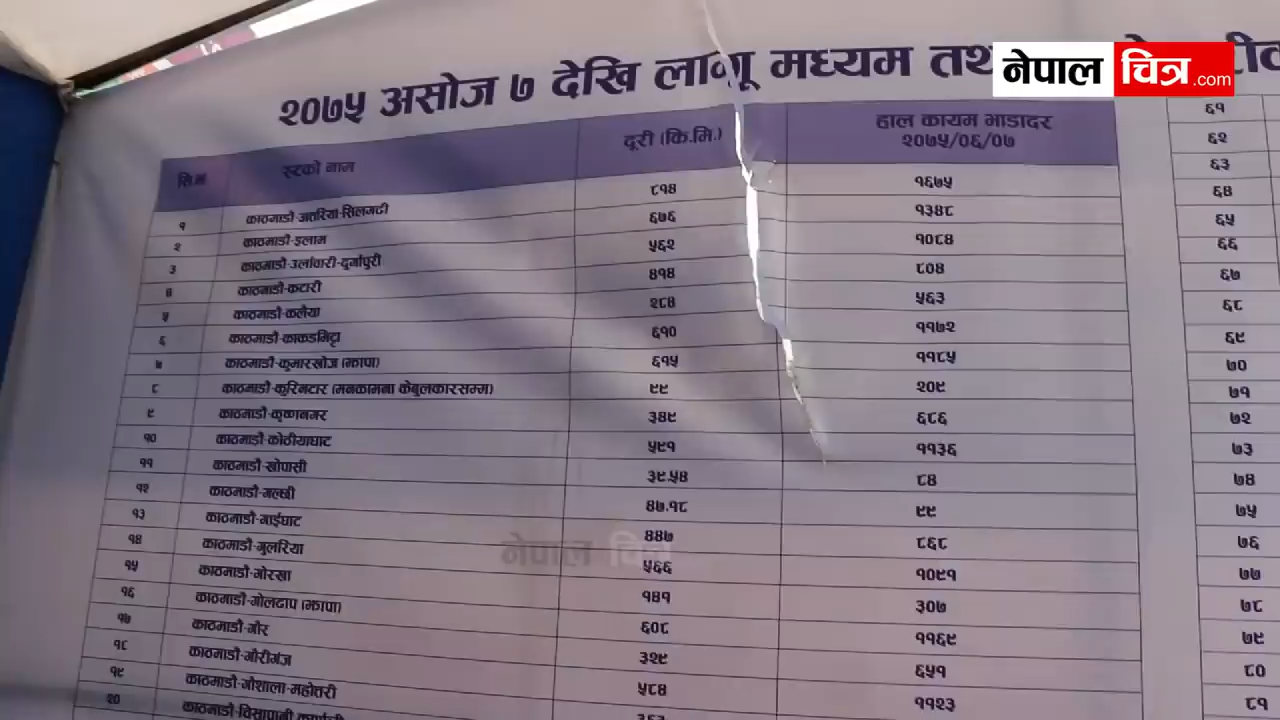 २०७५ असोज ७ देखि लागू मध्यम तथ
नेपाल चित्र.com
सि.न रुटको नाम दूरी (कि.मि.) हाल कायम भाडादर २०७५/०६/०७
१ काठमाडौ-अतरिया-सिलगढी ८१४ १६७५
२ काठमाडौ-इलाम ६७६ १३४८
३ काठमाडौ-उर्लावारी-दुर्गापुरी ५६२ १०८४
४ काठमाडौ-कटारी ४१४ ८०४
५ काठमाडौ-कलैया २८४ ५६३
६ काठमाडौ-काकडभिट्टा ६१० ११७२
७ काठमाडौ-कुमारखोज (झापा) ६१५ ११८५
८ काठमाडौ-कुरिनटार (मनकामना केबुलकारसम्म) ९९ २०९
९ काठमाडौ-कृष्णनगर ३४९ ६८६
१० काठमाडौ-कोठीयाघाट ५९१ ११३६
११ काठमाडौ-खोपासी ३९.५४ ८४
१२ काठमाडौ-गल्छी ४७.१८ ९९
१३ काठमाडौ-गाईघाट ४४७ ८६८
१४ काठमाडौ-गुलरिया ५६६ १०९१
१५ काठमाडौ-गोरखा १४१ ३०७
१६ काठमाडौ-गोलढाप (झापा) ६०८ ११६९
१७ काठमाडौ-गौर ३२९ ६५१
१८ काठमाडौ-गौरीगंज ५८४ ११२३
१९ काठमाडौ-गौशाला-महोत्तरी
२० काठमाडौ-चिसापानी
नेपाल चित्र
६१
६२
६३
६४
६५
६६
६७
६८
६९
७०
७१
७२
७३
७४
७५
७६
७७
७८
७९
८०
८१